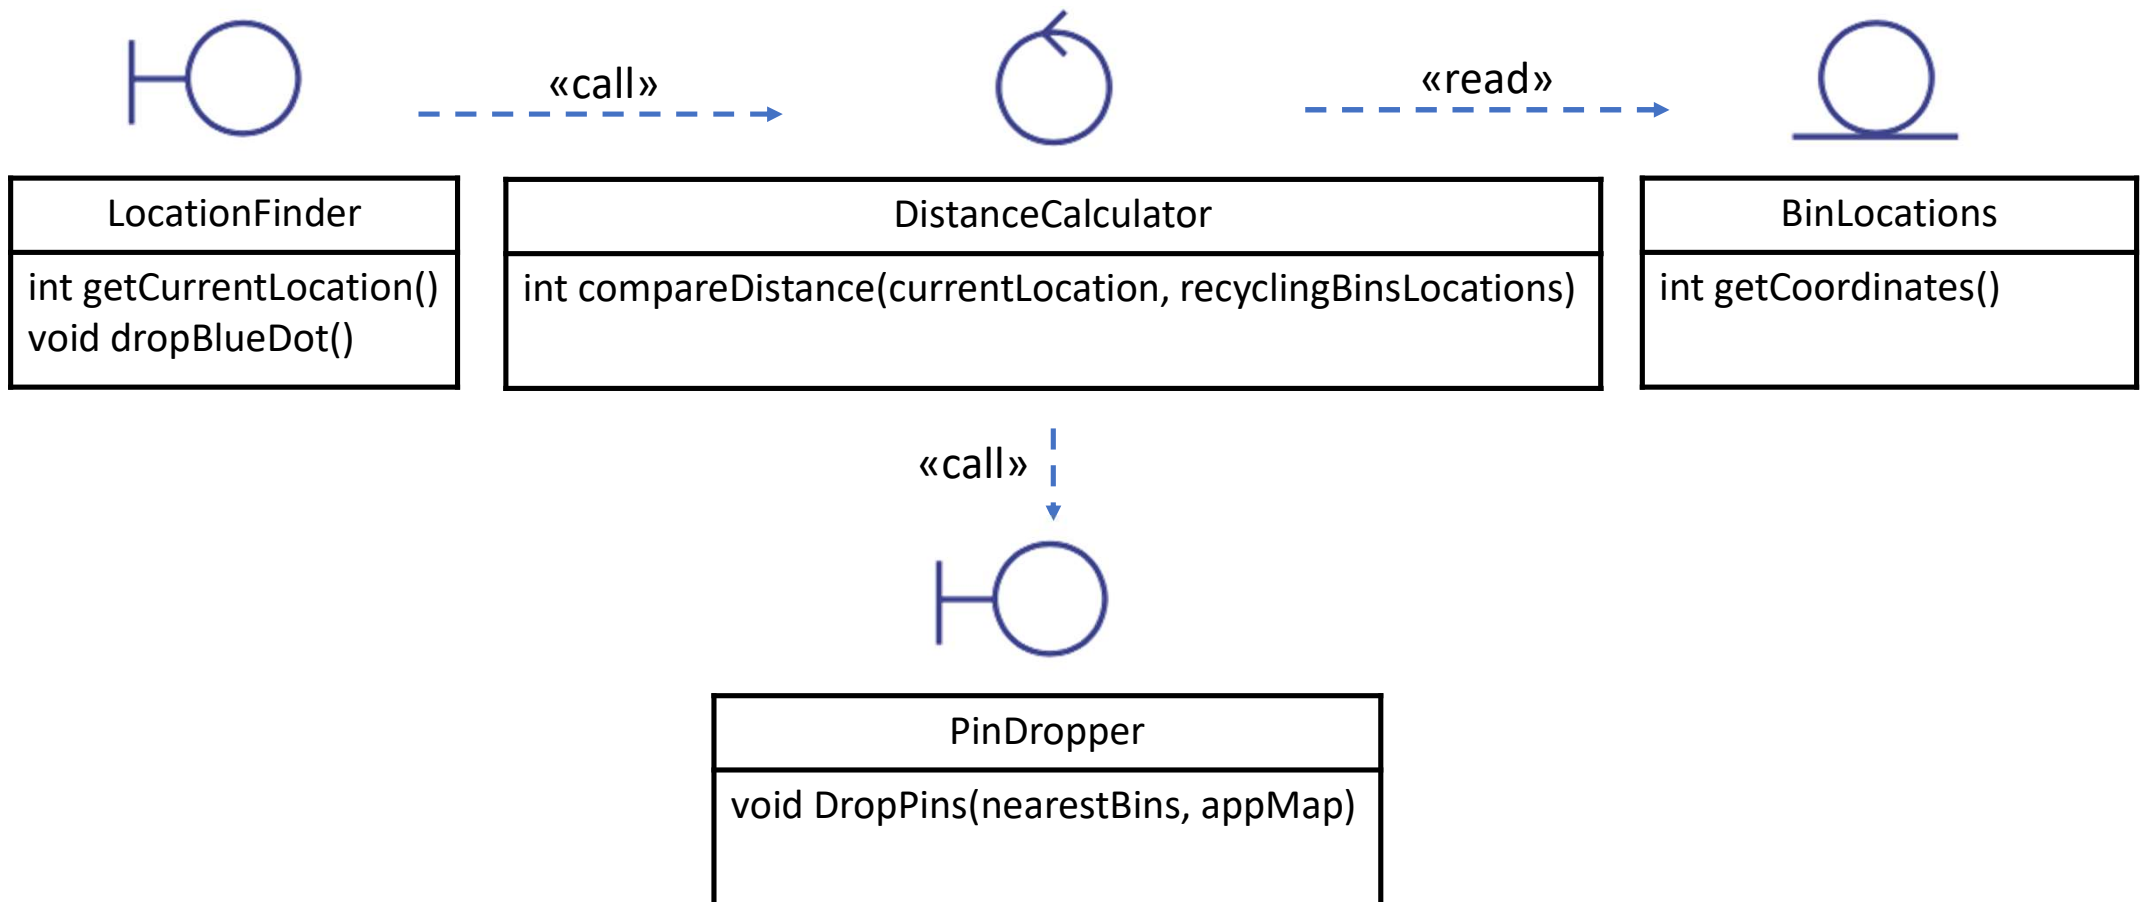 «call»
«read»
LocationFinder
int getCurrentLocation()
void dropBlueDot()
DistanceCalculator
int compareDistance(currentLocation, recyclingBinsLocations)
BinLocations
int getCoordinates()
«call»
PinDropper
void DropPins(nearestBins, appMap)